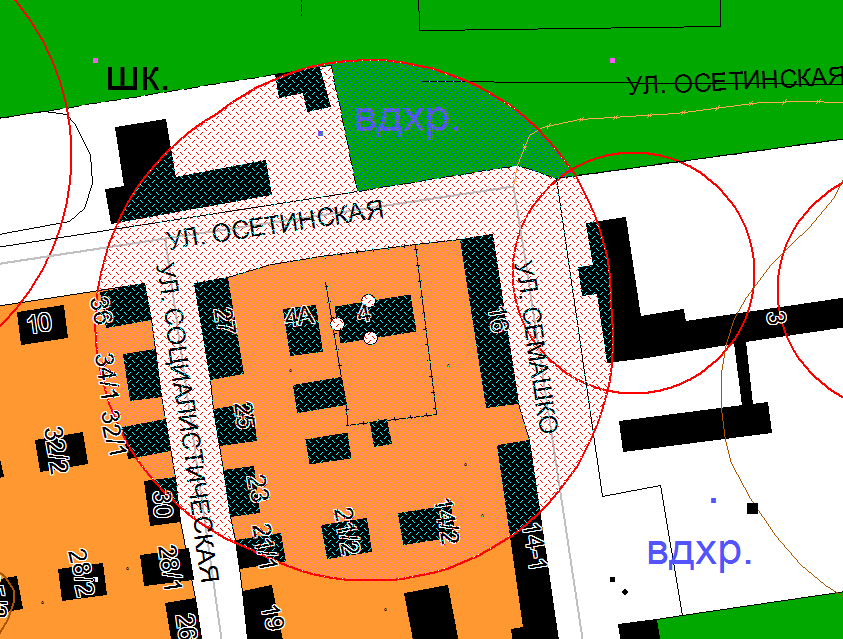 ШК.
УЛ. ОСЕТИНСКАЯ
вдхр.
УЛ. ОСЕТИНСКАЯ
УЛ. СОЦИАЛИСТИЧЕСКАЯ
УЛ. СЕМАШКО
10
36
27
4А
4
16
3
34/1
32/1
25
32/2
30
23
21/1
21/2
14/2
14-1
28/2
28/1
26
19
вдхр.